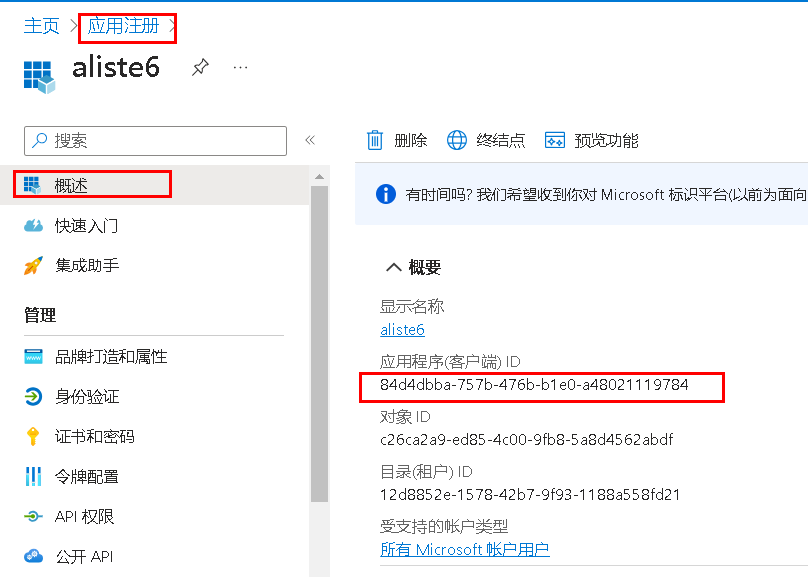 主页 > 应用注册 >
aliste6 ...
搜索 «
概述
快速入门
集成助手
管理
品牌打造和属性
身份验证
证书和密码
令牌配置
API 权限
公开 API
删除 终结点 预览功能
有时间吗? 我们希望收到你对 Microsoft 标识平台(以前为面向
概要
显示名称
aliste6
应用程序(客户端) ID
84d4dbba-757b-476b-b1e0-a48021119784
对象 ID
c26ca2a9-ed85-4c00-9fb8-5a8d4562abdf
目录(租户) ID
12d8852e-1578-42b7-9f93-1188a558fd21
受支持的帐户类型
所有 Microsoft 帐户用户